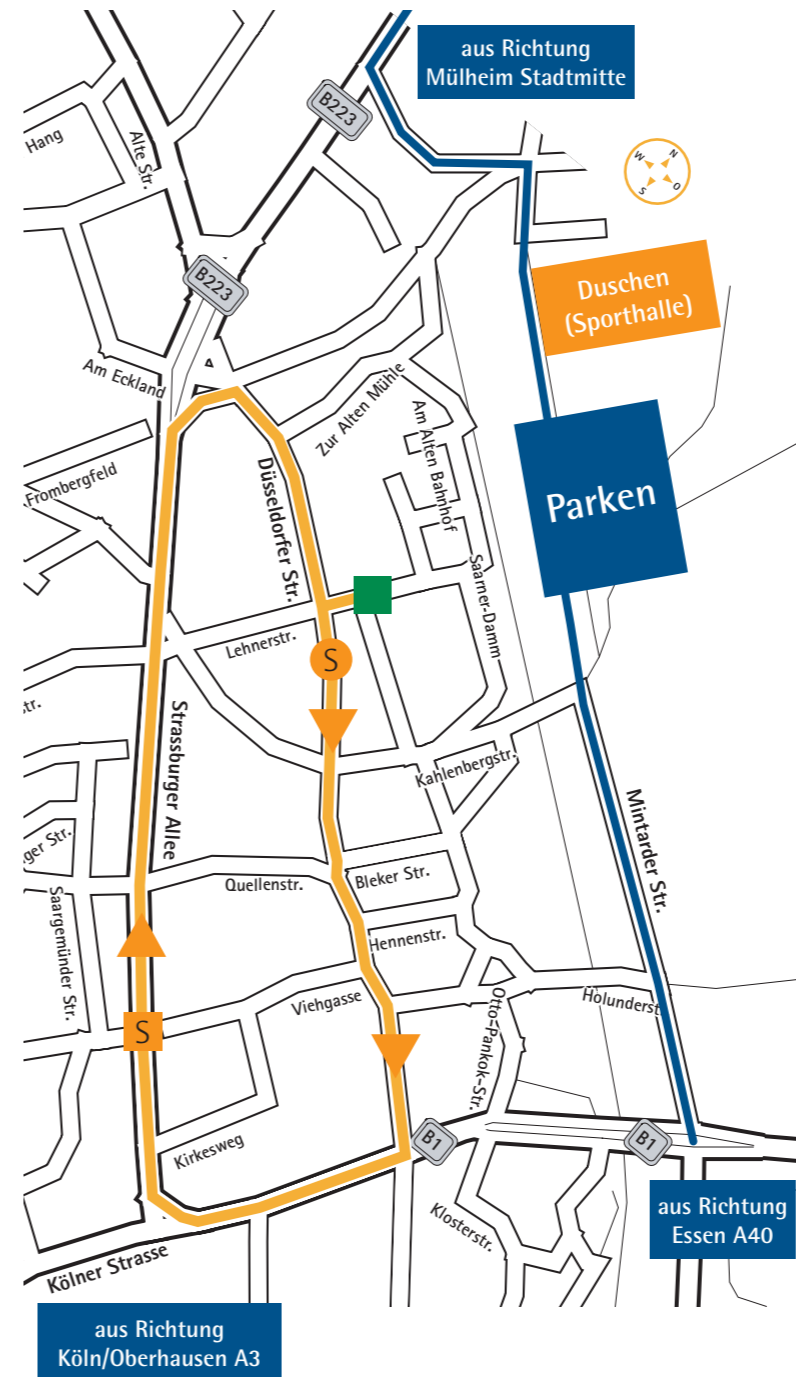 aus Richtung
Mülheim Stadtmitte
B223
Hang
Alte Str.
W
N
S
O
B223
Duschen
(Sporthalle)
Am Eckland
Zur Alten Mühle
Am Alten Bahnhof
Frombergfeld
Düsseldorfer Str.
Parken
Saarner-Damm
Lehnerstr.
S
str.
Strassburger Allee
Kahlenbergstr.
Mintarder Str.
ger Str.
Quellenstr.
Bleker Str.
Saargemünder Str.
Hennenstr.
Viehgasse
Otto-Pankok-Str.
Holunderst.
S
Kirkesweg
B1
B1
Klosterstr.
aus Richtung
Essen A40
Kölner Strasse
aus Richtung
Köln/Oberhausen A3